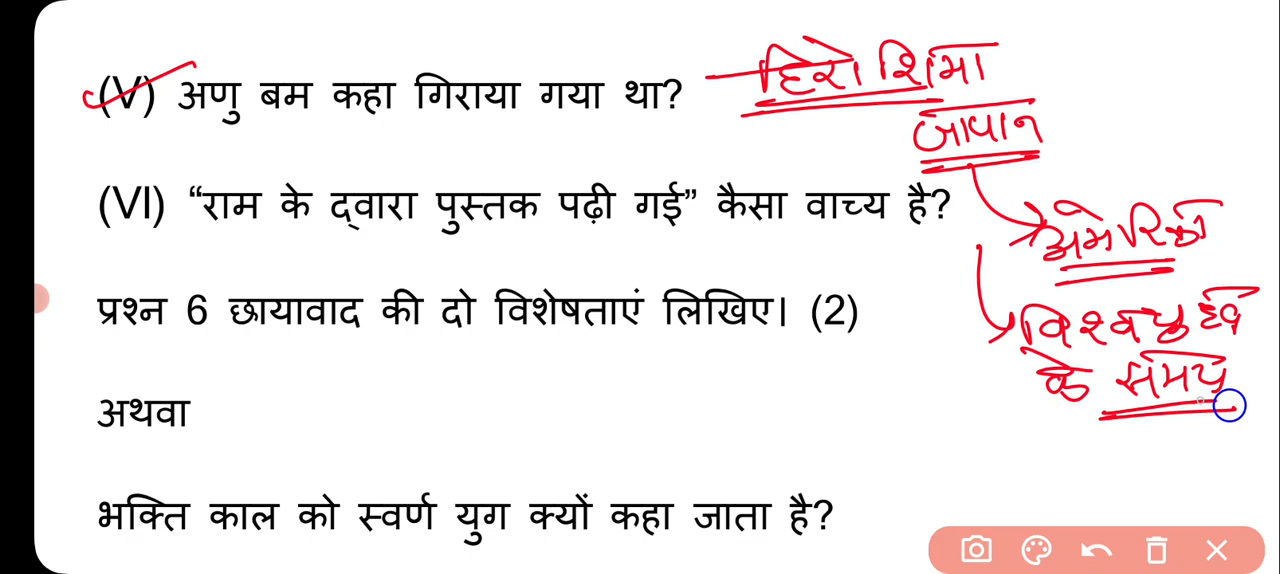 (V) अणु बम कहा गिराया गया था? हिरोशिमा
जापान
(VI) “राम के द्वारा पुस्तक पढ़ी गई” कैसा वाच्य है?
अमेरिका
प्रश्न 6 छायावाद की दो विशेषताएं लिखिए। (2)
विश्वयुद्ध
के समय
अथवा
भक्ति काल को स्वर्ण युग क्यों कहा जाता है?